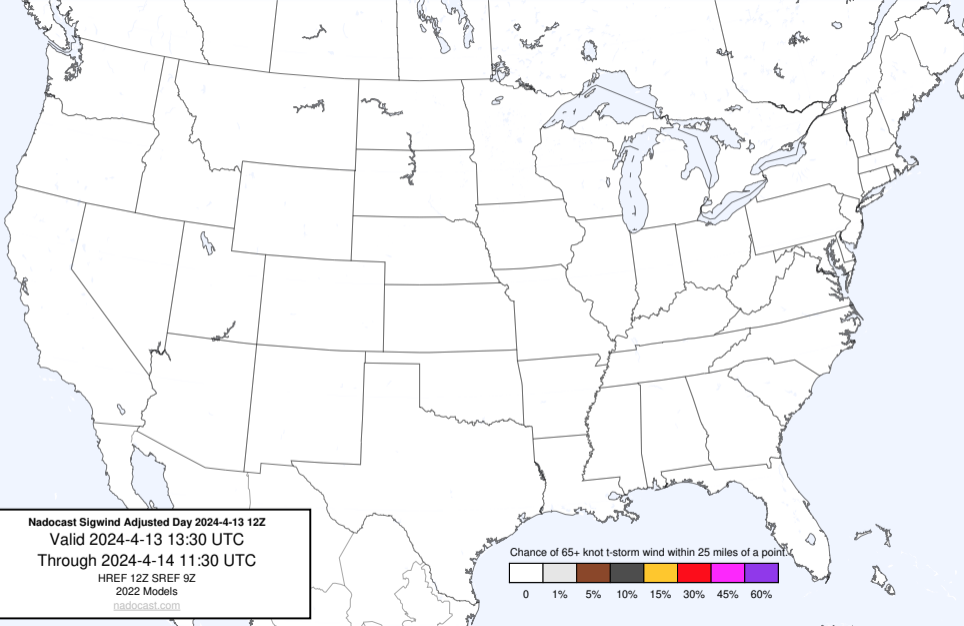 Nadocast Sigwind Adjusted Day 2024-4-13 12Z
Valid 2024-4-13 13:30 UTC
Through 2024-4-14 11:30 UTC
HREF 12Z SREF 9Z
2022 Models
nadocast.com
Chance of 65+ knot t-storm wind within 25 miles of a point.
0 1% 5% 10% 15% 30% 45% 60%